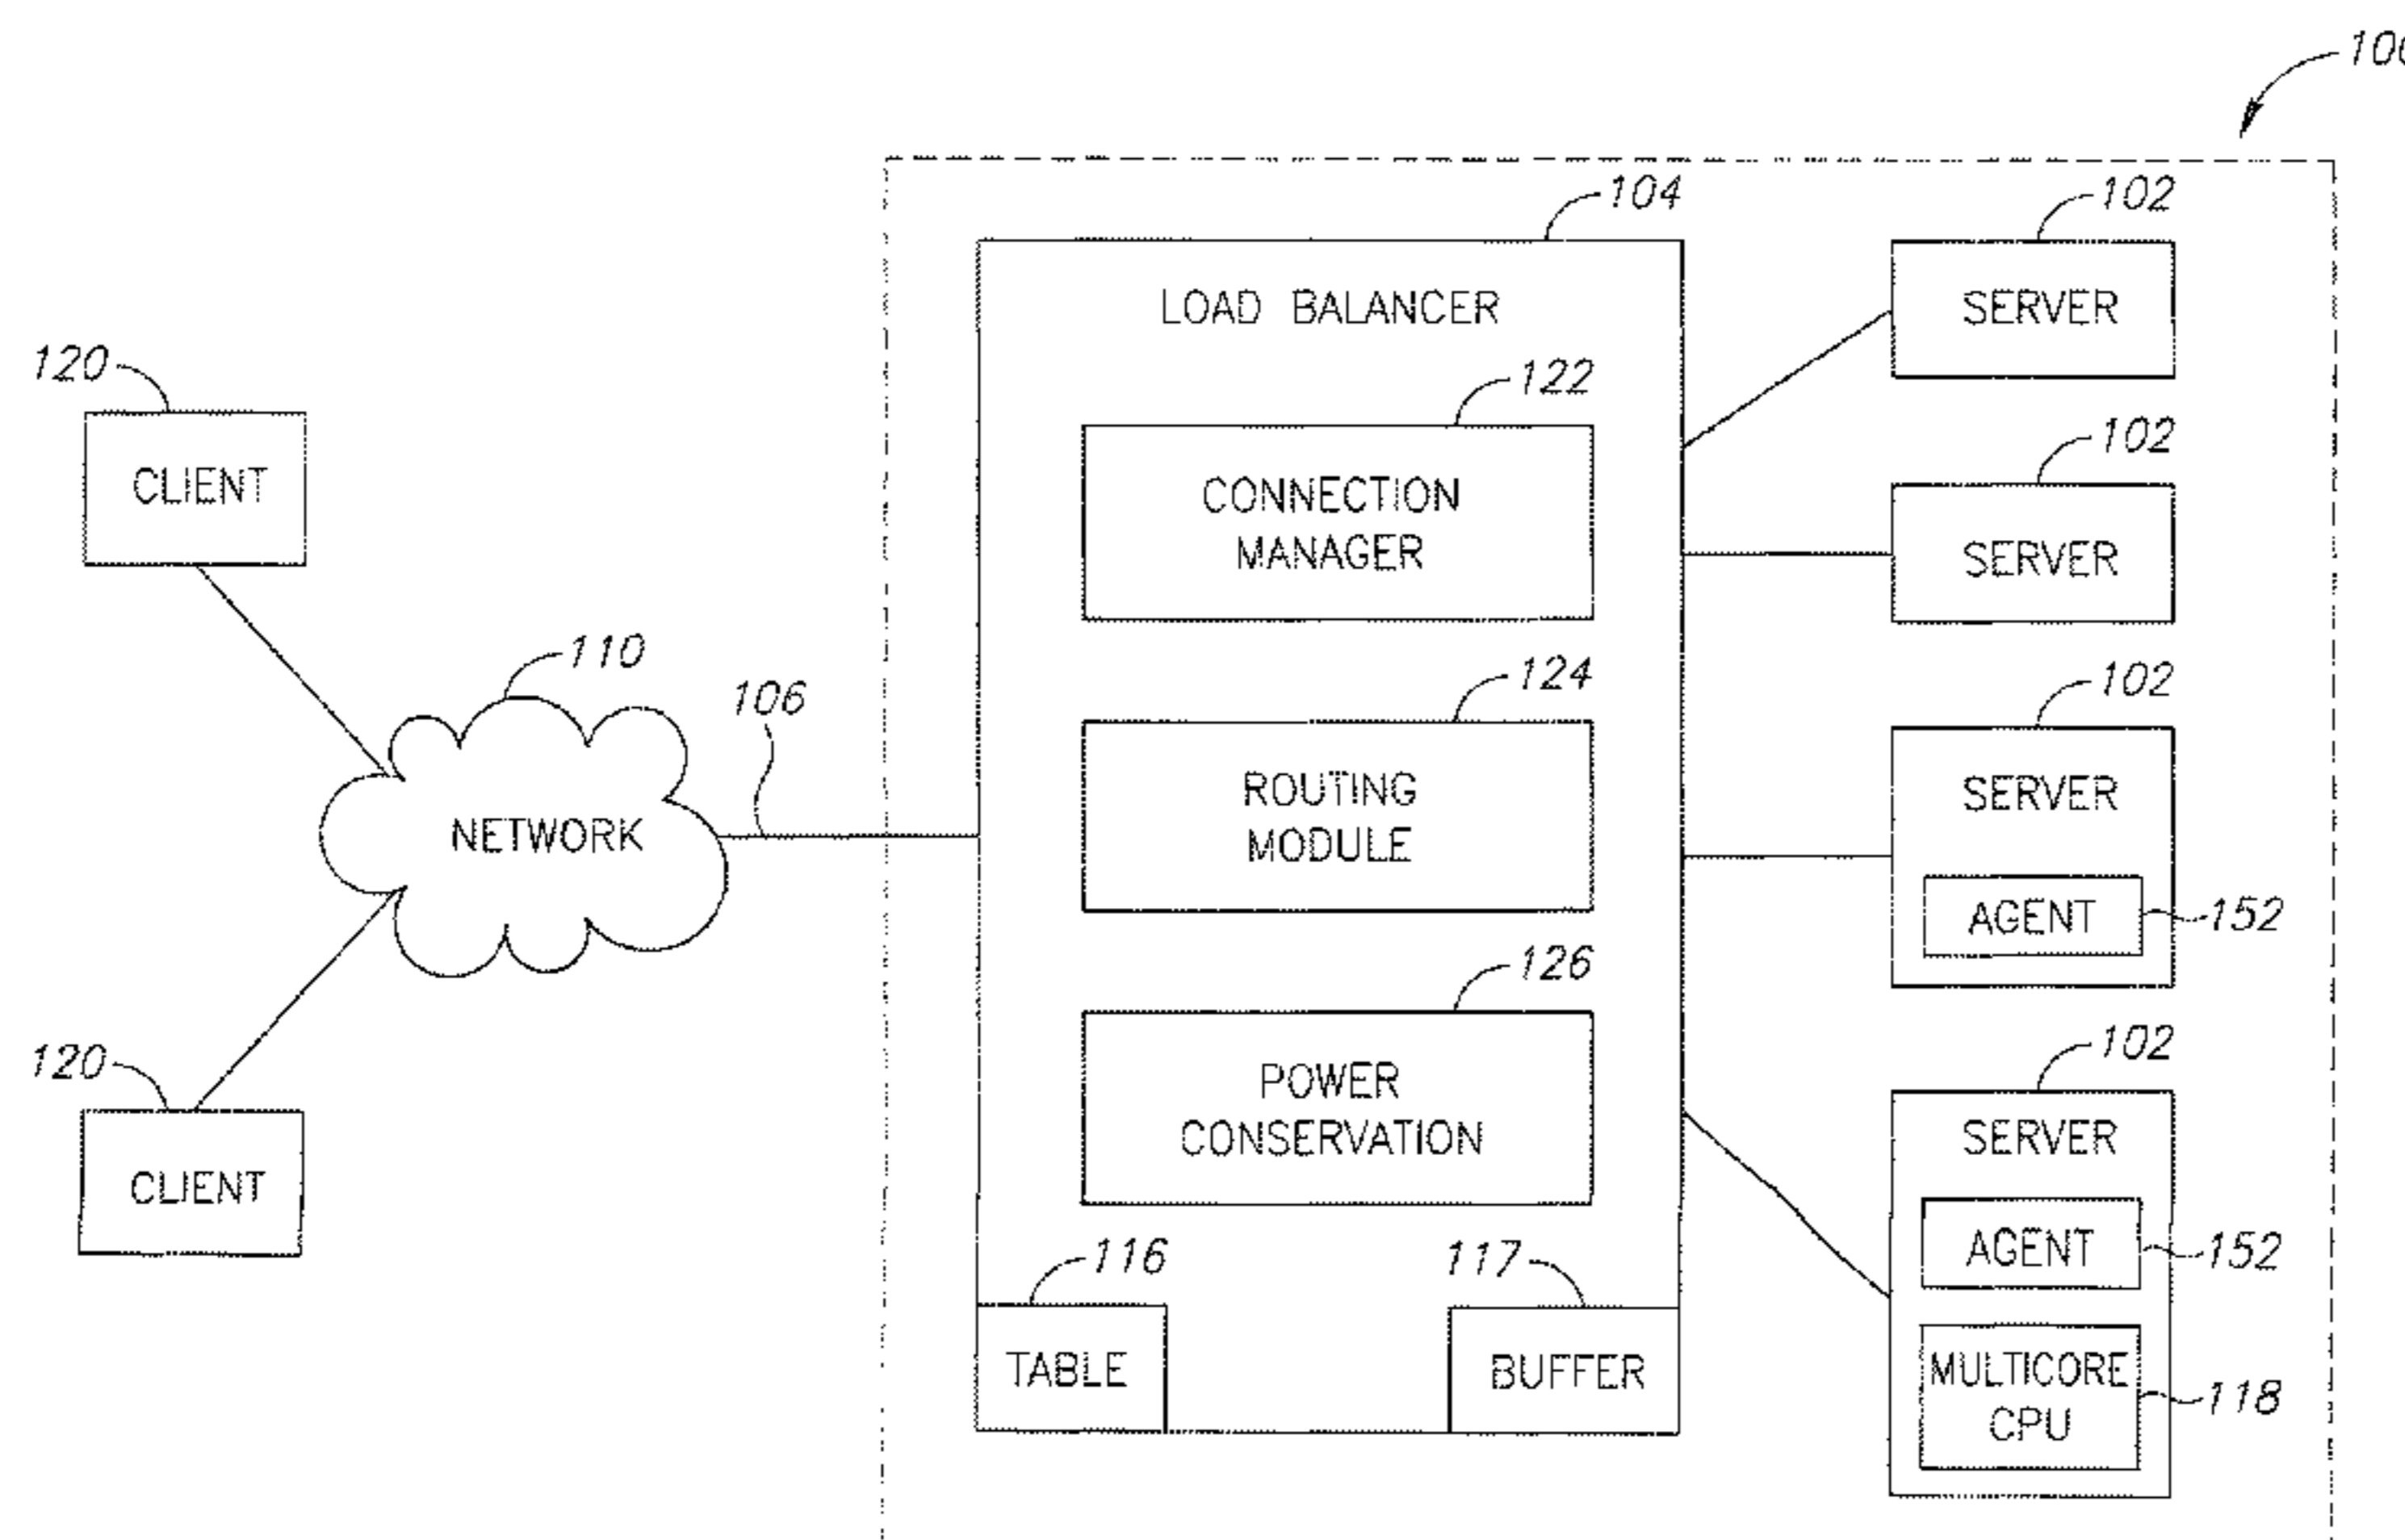 100
104
102
LOAD BALANCER
SERVER
120
122
CLIENT
CONNECTION
MANAGER
102
SERVER
110
106
NETWORK
124
ROUTING
MODULE
102
SERVER
AGENT
152
126
POWER
CONSERVATION
120
CLIENT
102
SERVER
AGENT
152
MULTICORE
CPU
118
116
TABLE
117
BUFFER